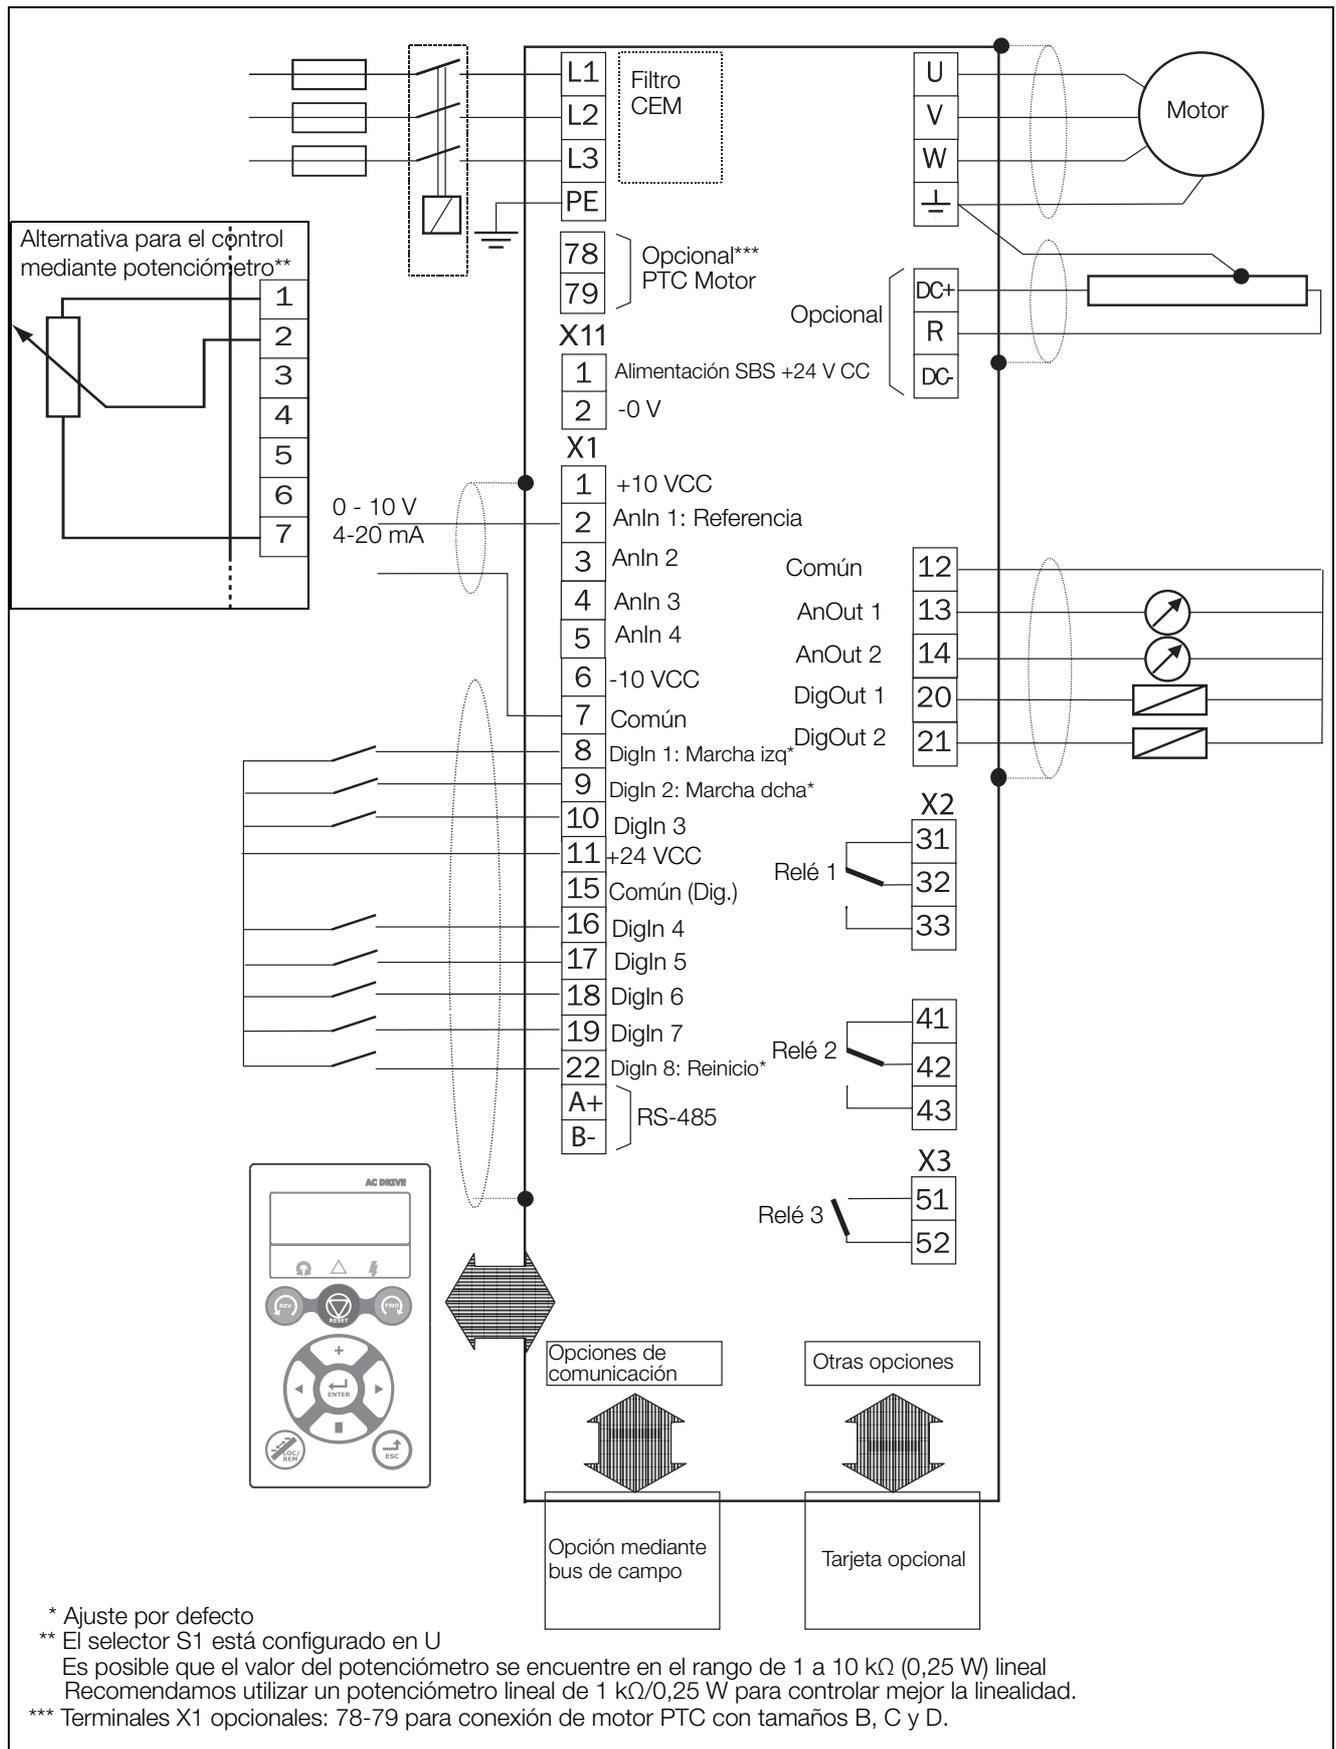 L1
L2
L3
PE
Filtro
CEM
U
V
W
Motor
Alternativa para el control
mediante potenciómetro**
1
2
3
4
5
6
7
78
79
Opcional***
PTC Motor
Opcional
DC+
R
DC-
X11
1 Alimentación SBS +24 V CC
2 -0 V
X1
0 - 10 V
4-20 mA
1 +10 VCC
2 AnIn 1: Referencia
3 AnIn 2
4 AnIn 3
5 AnIn 4
6 -10 VCC
7 Común
8 DigIn 1: Marcha izq*
9 DigIn 2: Marcha dcha*
10 DigIn 3
11 +24 VCC
15 Común (Dig.)
16 DigIn 4
17 DigIn 5
18 DigIn 6
19 DigIn 7
22 DigIn 8: Reinicio*
A+
B-
RS-485
Común 12
AnOut 1 13
AnOut 2 14
DigOut 1 20
DigOut 2 21
X2
Relé 1
31
32
33
Relé 2
41
42
43
X3
Relé 3
51
52
AC DRIVE
REV
RESET
FWD
+
ENTER
LOC/
REM
ESC
Opciones de
comunicación
Otras opciones
Opción mediante
bus de campo
Tarjeta opcional
* Ajuste por defecto
** El selector S1 está configurado en U
Es posible que el valor del potenciómetro se encuentre en el rango de 1 a 10 kΩ (0,25 W) lineal
Recomendamos utilizar un potenciómetro lineal de 1 kΩ/0,25 W para controlar mejor la linealidad.
*** Terminales X1 opcionales: 78-79 para conexión de motor PTC con tamaños B, C y D.